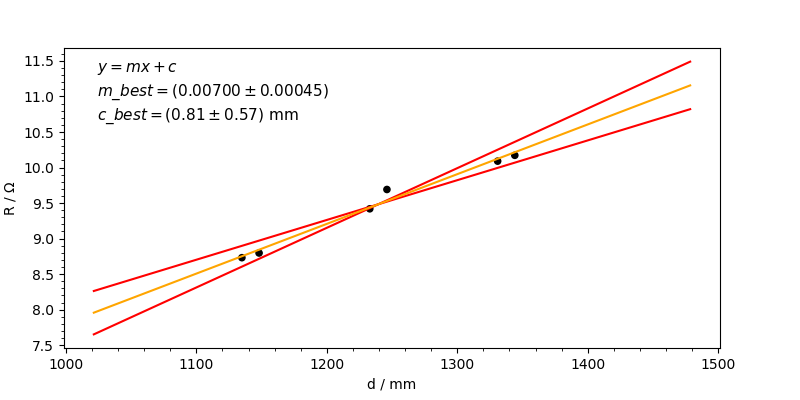 y = mx + c
m_best = (0.00700 ± 0.00045)
c_best = (0.81 ± 0.57) mm
R / Ω
11.5
11.0
10.5
10.0
9.5
9.0
8.5
8.0
7.5
1000 1100 1200 1300 1400 1500
d / mm